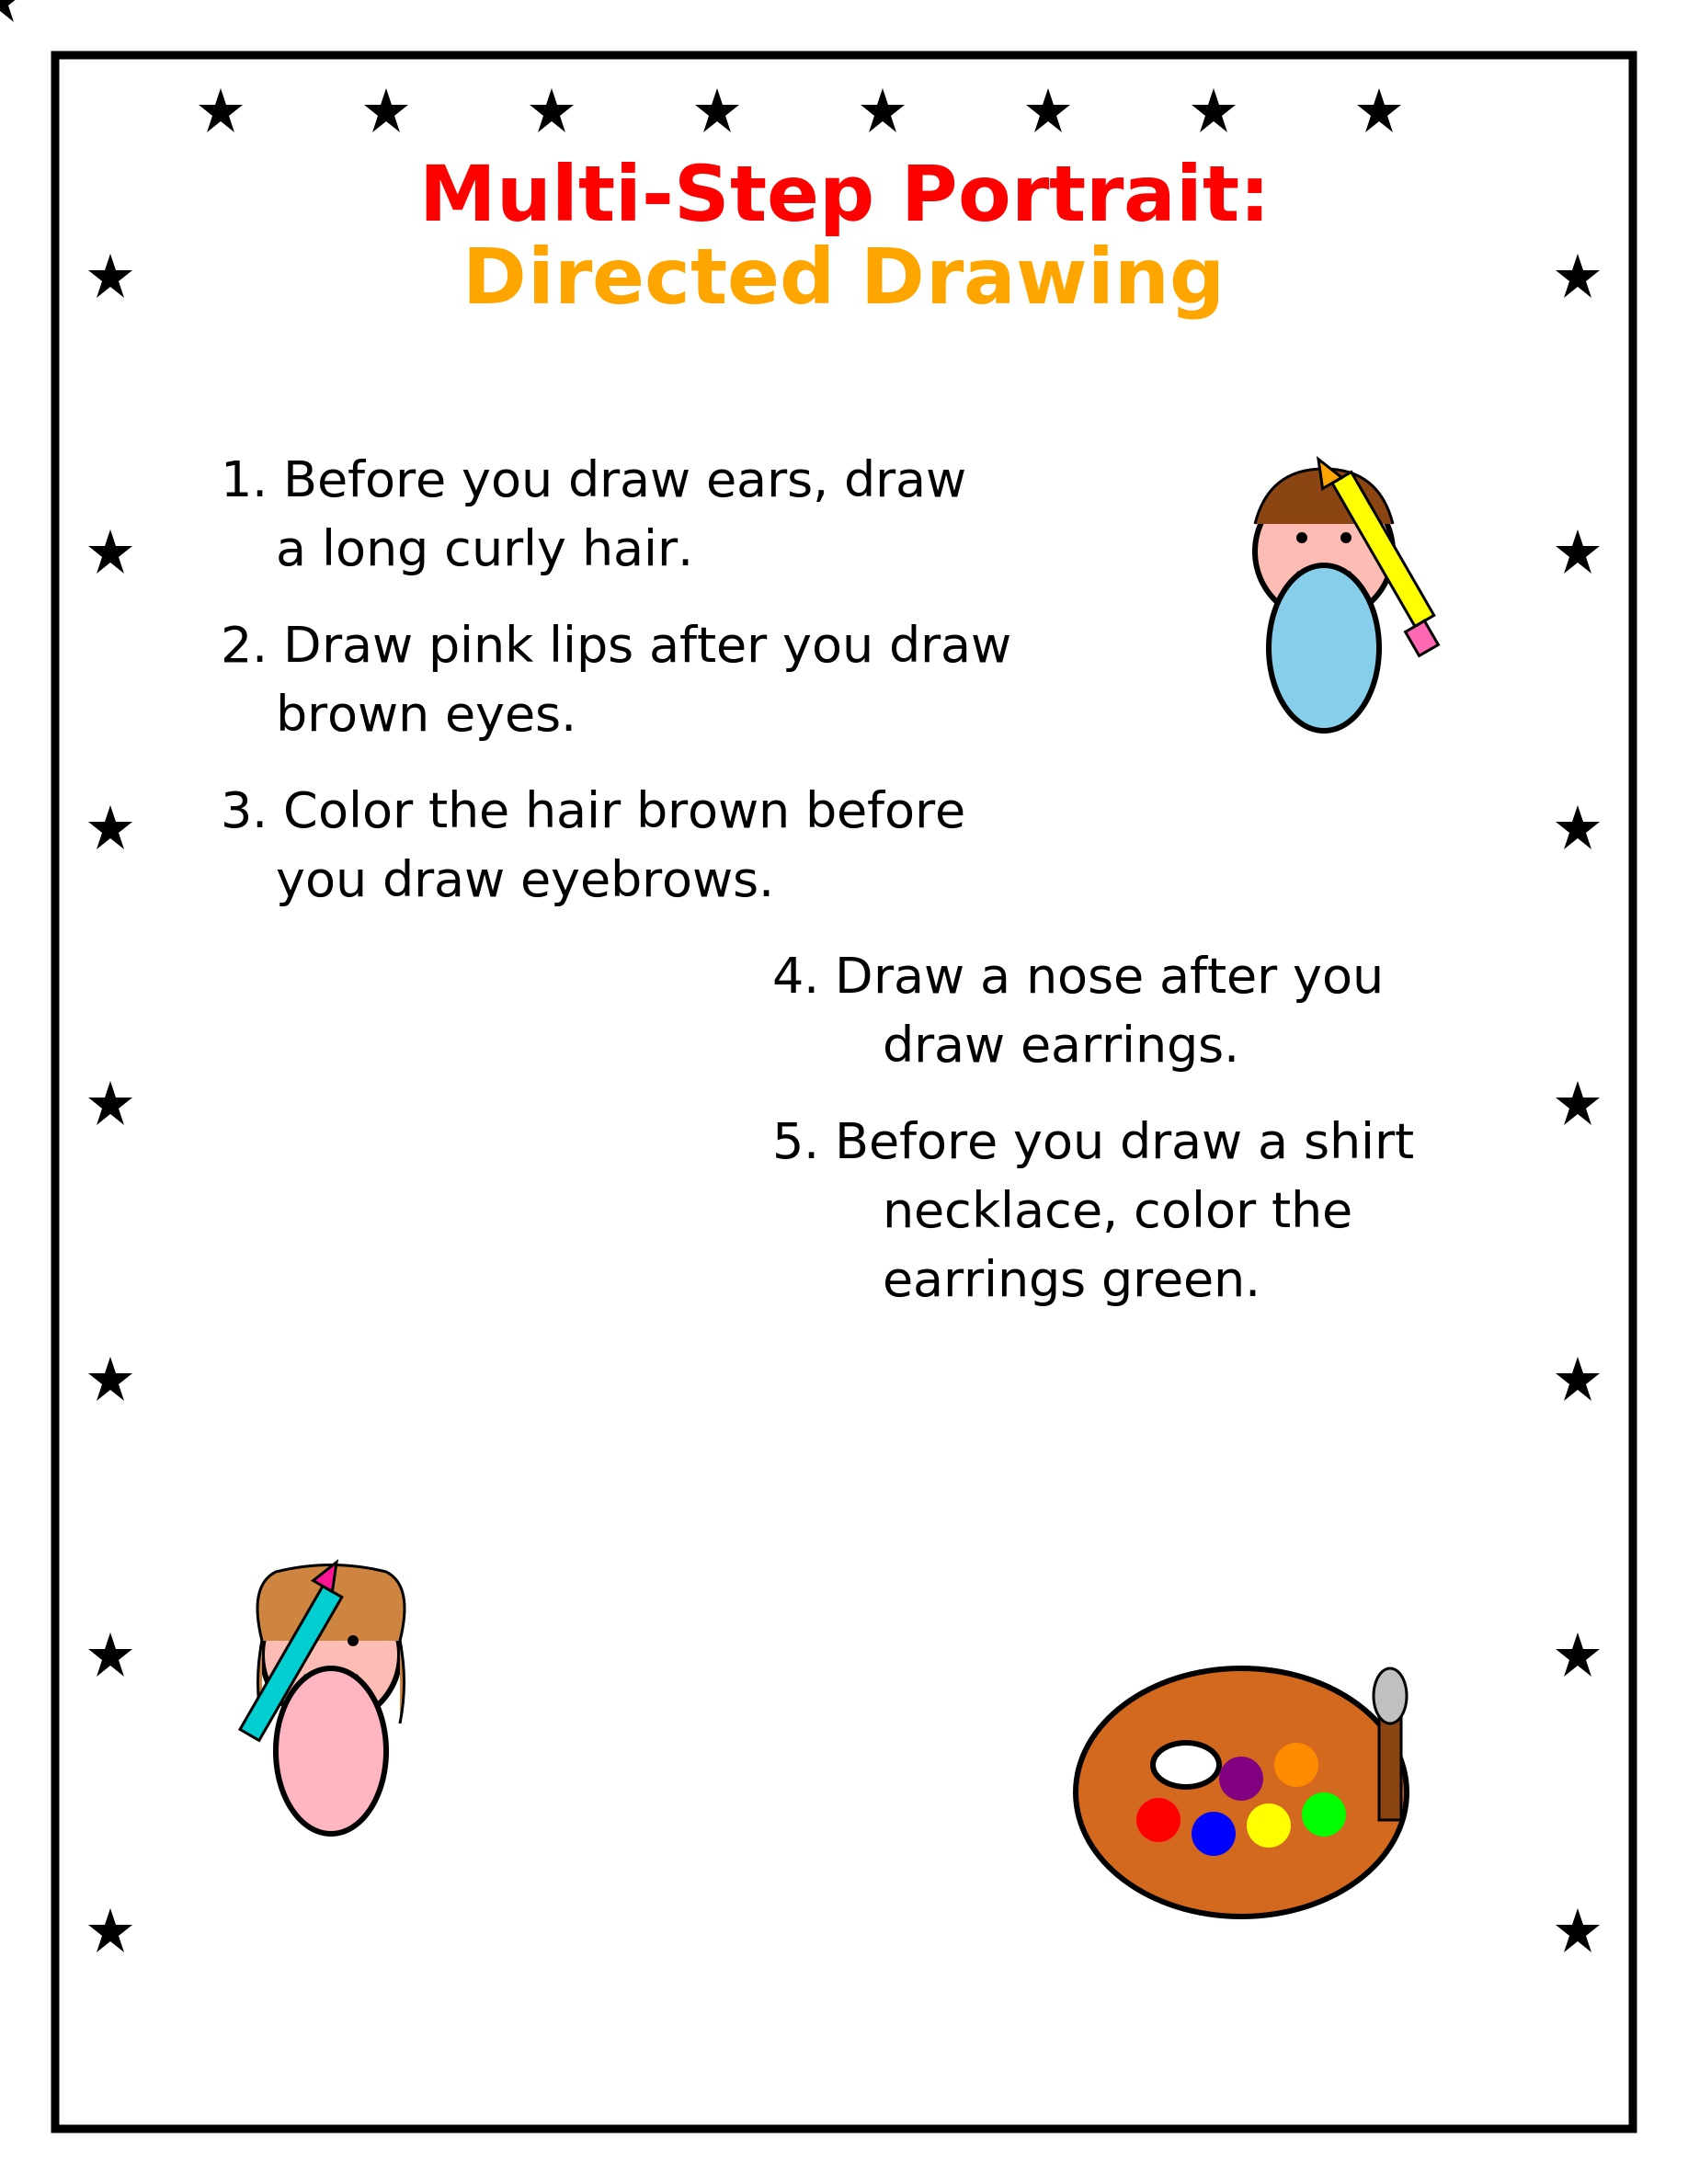 Multi-Step Portrait:
Directed Drawing
1. Before you draw ears, draw
a long curly hair.
2. Draw pink lips after you draw
brown eyes.
3. Color the hair brown before
you draw eyebrows.
4. Draw a nose after you
draw earrings.
5. Before you draw a shirt
necklace, color the
earrings green.